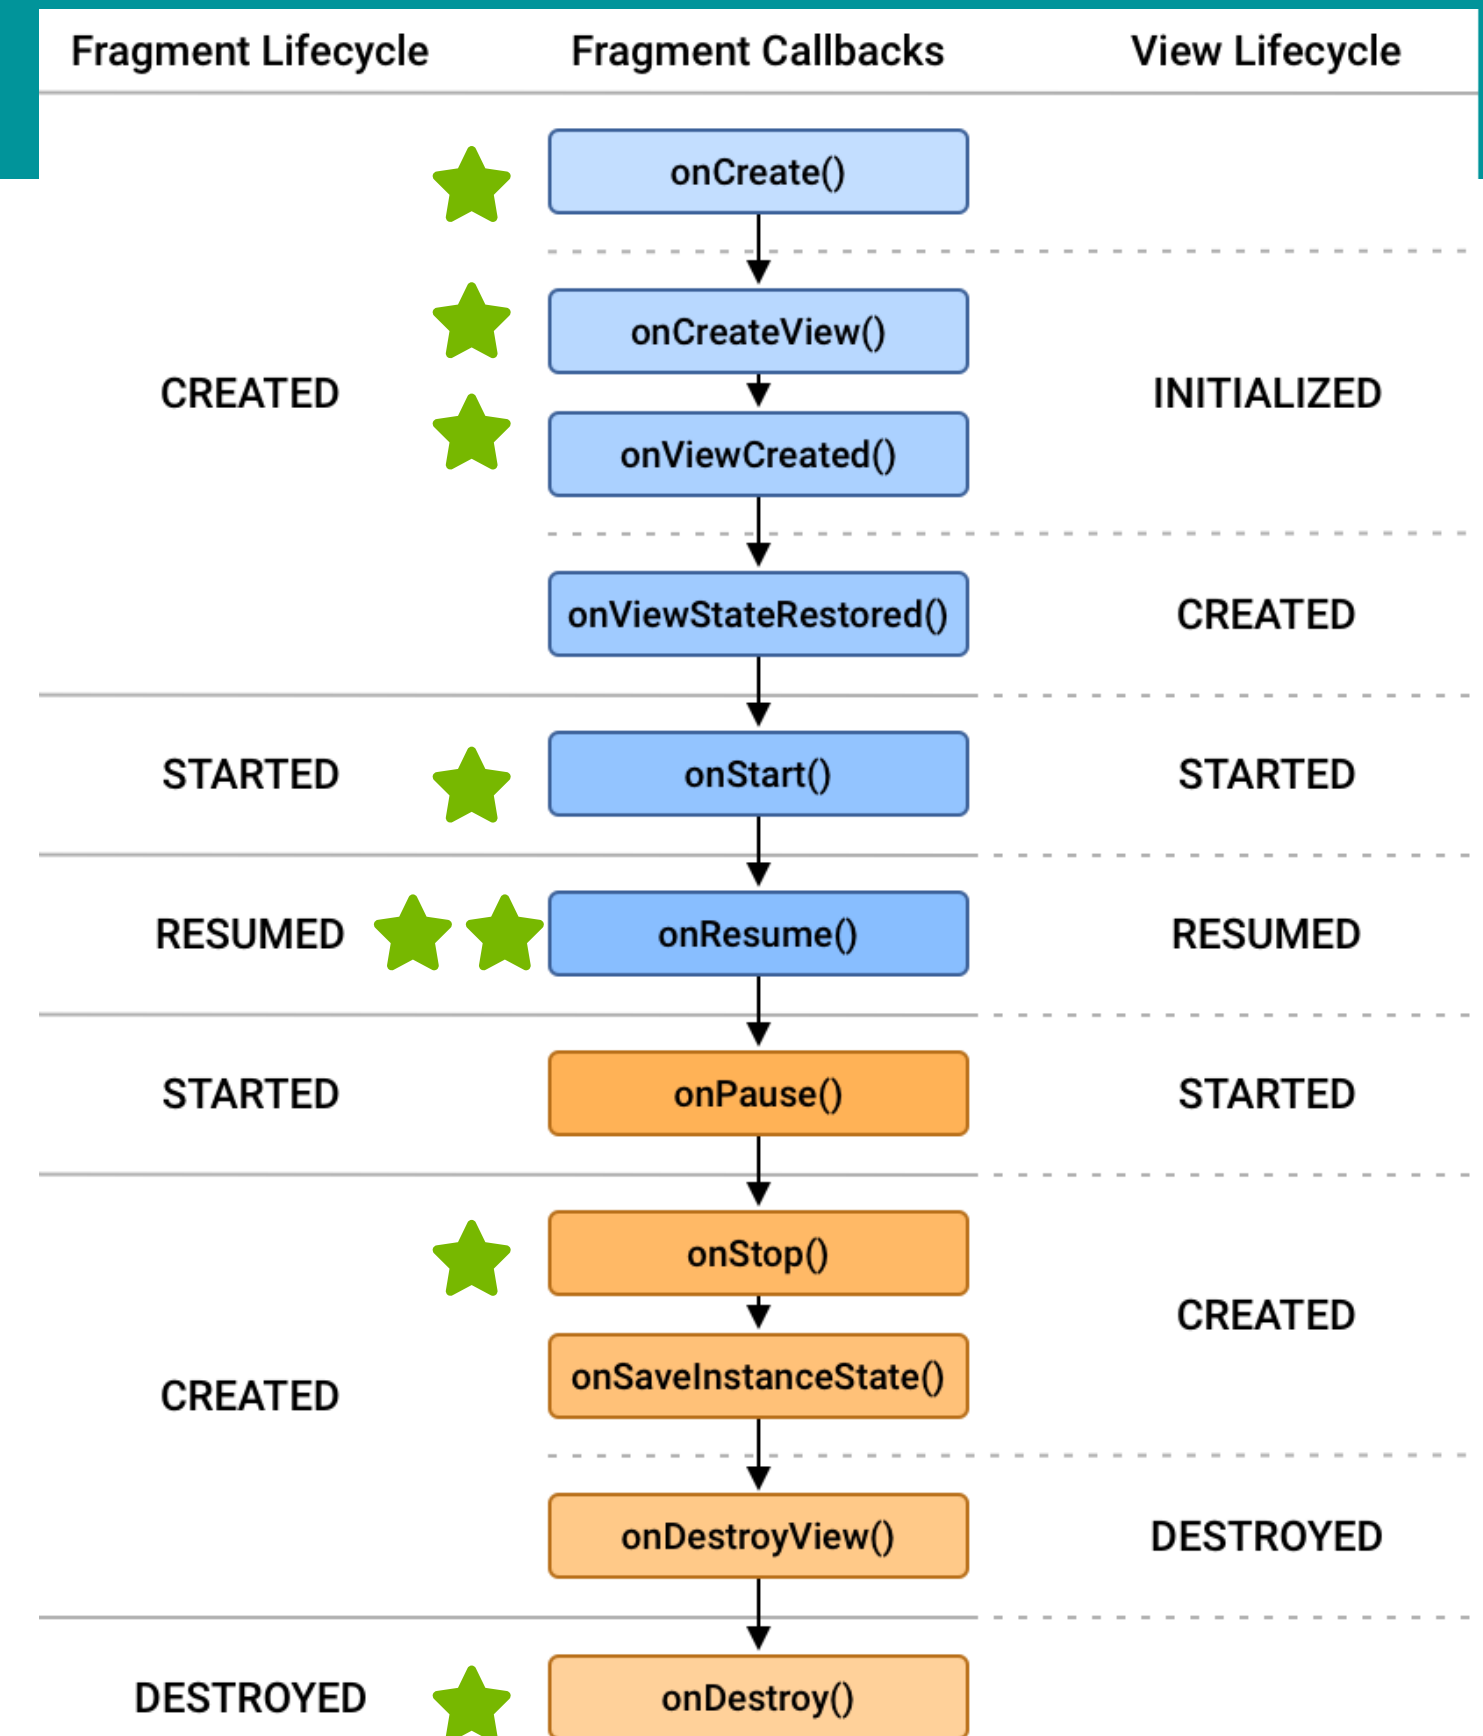 Fragment Lifecycle Fragment Callbacks View Lifecycle
onCreate()
onCreateView()
CREATED INITIALIZED
onViewCreated()
onViewStateRestored() CREATED
STARTED onStart() STARTED
RESUMED onResume() RESUMED
STARTED onPause() STARTED
onStop()
CREATED
onSaveInstanceState()
CREATED
onDestroyView() DESTROYED
DESTROYED onDestroy()